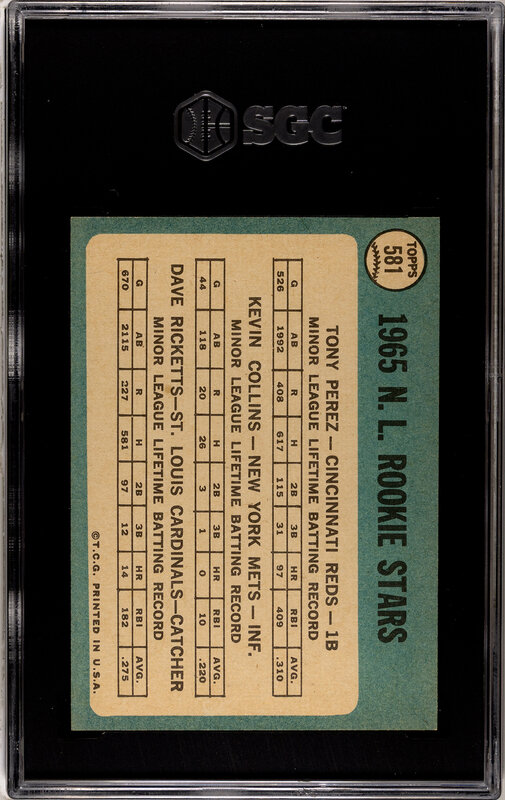 SGC
TOPPS
581
1965 N. L. ROOKIE STARS
TONY PEREZ—CINCINNATI REDS—1B
MINOR LEAGUE LIFETIME BATTING RECORD
G AB R H 2B 3B HR RBI AVG.
526 1992 408 617 115 31 97 409 .310
KEVIN COLLINS—NEW YORK METS—INF.
MINOR LEAGUE LIFETIME BATTING RECORD
G AB R H 2B 3B HR RBI AVG.
44 118 20 26 3 1 0 10 .220
DAVE RICKETTS—ST. LOUIS CARDINALS—CATCHER
MINOR LEAGUE LIFETIME BATTING RECORD
G AB R H 2B 3B HR RBI AVG.
670 2115 227 581 97 12 14 182 .275
©T.C.G. PRINTED IN U.S.A.